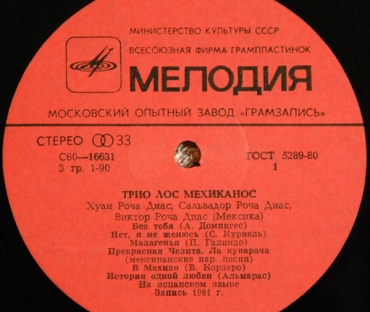 МИНИСТЕРСТВО КУЛЬТУРЫ СССР
ВСЕСОЮЗНАЯ ФИРМА ГРАМПЛАСТИНОК
МЕЛОДИЯ
МОСКОВСКИЙ ОПЫТНЫЙ ЗАВОД «ГРАМЗАПИСЬ»
СТЕРЕО 33
С60—16631
ГОСТ 5289-80
3 гр. 1-90
1
ТРИО ЛОС МЕХИКАНОС
Хуан Роча Диас, Сальвадор Роча Диас,
Виктор Роча Диас (Мексика)
Без тебя (А. Домингес)
Нет, я не женюсь (С. Куриель)
Малагенья (П. Галиндо)
Прекрасная Челита. Ла кукарача
(мексиканские нар. песни)
В Мехико (В. Кордеро)
История одной любви (Альмарас)
На испанском языке
Запись 1981 г.